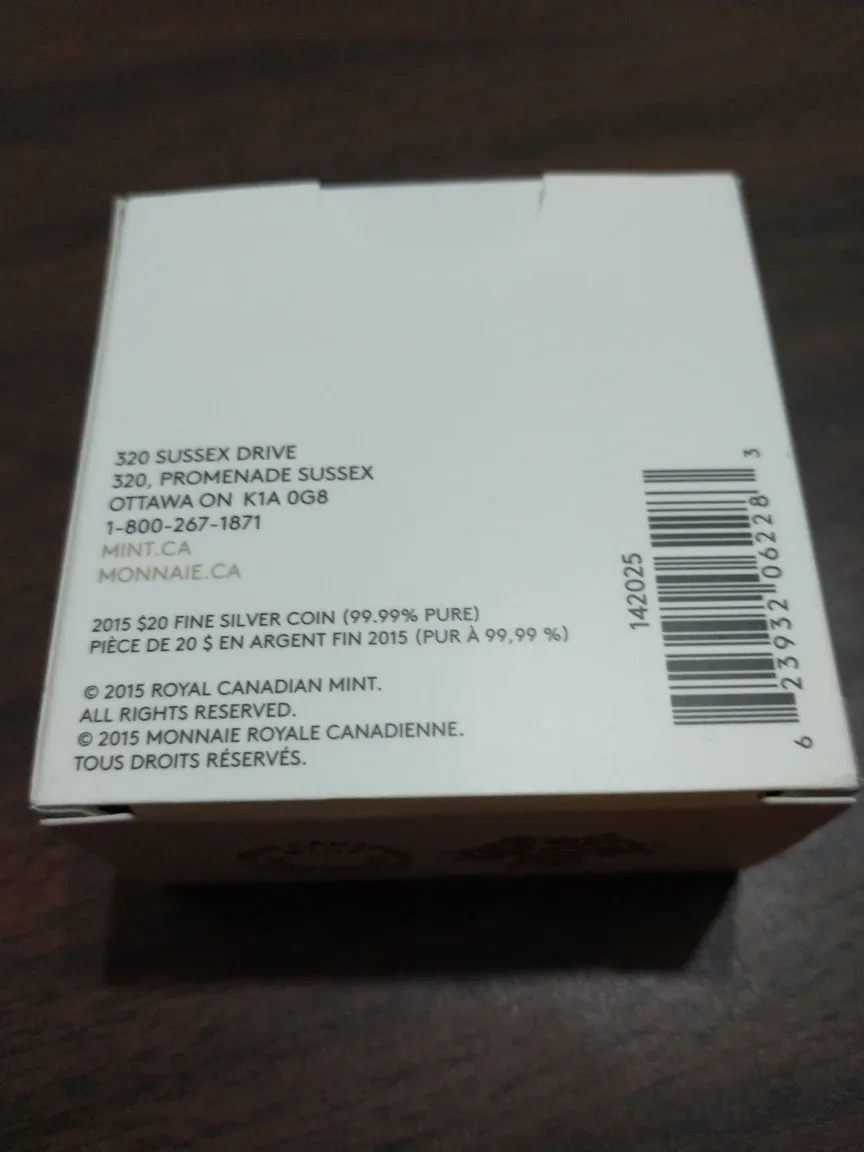 320 SUSSEX DRIVE
320, PROMENADE SUSSEX
OTTAWA ON K1A 0G8
1-800-267-1871
MINT.CA
MONNAIE.CA
2015 $20 FINE SILVER COIN (99.99% PURE)
PIÈCE DE 20 $ EN ARGENT FIN 2015 (PUR À 99,99 %)
© 2015 ROYAL CANADIAN MINT.
ALL RIGHTS RESERVED.
© 2015 MONNAIE ROYALE CANADIENNE.
TOUS DROITS RÉSERVÉS.
142025
6 23932 06228 3